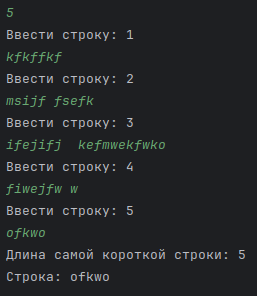 5
Ввести строку: 1
kfkffkf
Ввести строку: 2
msijf fsefk
Ввести строку: 3
ifejifj  kefmwekfwko
Ввести строку: 4
fiwejfw w
Ввести строку: 5
ofkwo
Длина самой короткой строки: 5
Строка: ofkwo